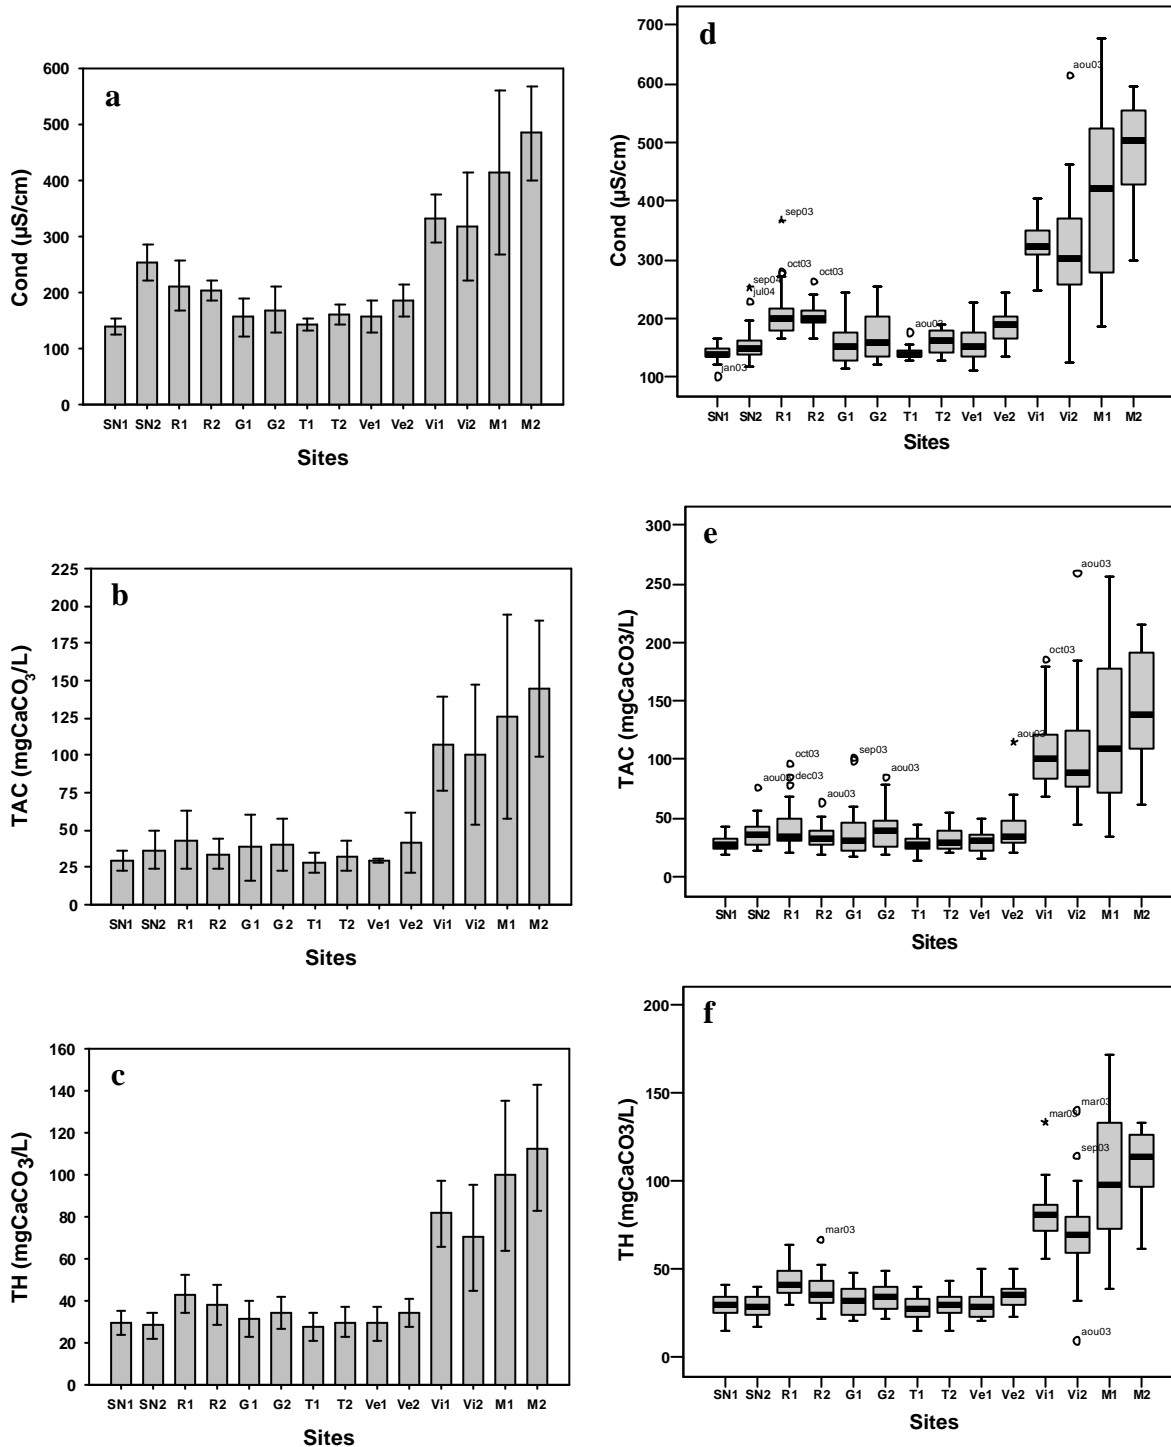 a
600
500
400
300
200
100
0
Cond (µS/cm)
SN1 SN2 R1 R2 G1 G2 T1 T2 Ve1 Ve2 Vi1 Vi2 M1 M2
Sites
d
700
600
500
400
300
200
100
Cond (µS/cm)
aou03
sep03
oct03
oct03
sep04
jul04
aou03
jan03
SN1 SN2 R1 R2 G1 G2 T1 T2 Ve1 Ve2 Vi1 Vi2 M1 M2
Sites
b
225
200
175
150
125
100
75
50
25
0
TAC (mgCaCO3/L)
SN1 SN2 R1 R2 G1 G2 T1 T2 Ve1 Ve2 Vi1 Vi2 M1 M2
Sites
e
300
250
200
150
100
50
0
TAC (mgCaCO3/L)
aou03
oct03
aou03
oct03
sep03
aou03
dec03
aou03
aou03
SN1 SN2 R1 R2 G1 G2 T1 T2 Ve1 Ve2 Vi1 Vi2 M1 M2
Sites
c
160
140
120
100
80
60
40
20
0
TH (mgCaCO3/L)
SN1 SN2 R1 R2 G1 G2 T1 T2 Ve1 Ve2 Vi1 Vi2 M1 M2
Sites
f
200
150
100
50
0
TH (mgCaCO3/L)
mar03
mar03
sep03
mar03
aou03
SN1 SN2 R1 R2 G1 G2 T1 T2 Ve1 Ve2 Vi1 Vi2 M1 M2
Sites